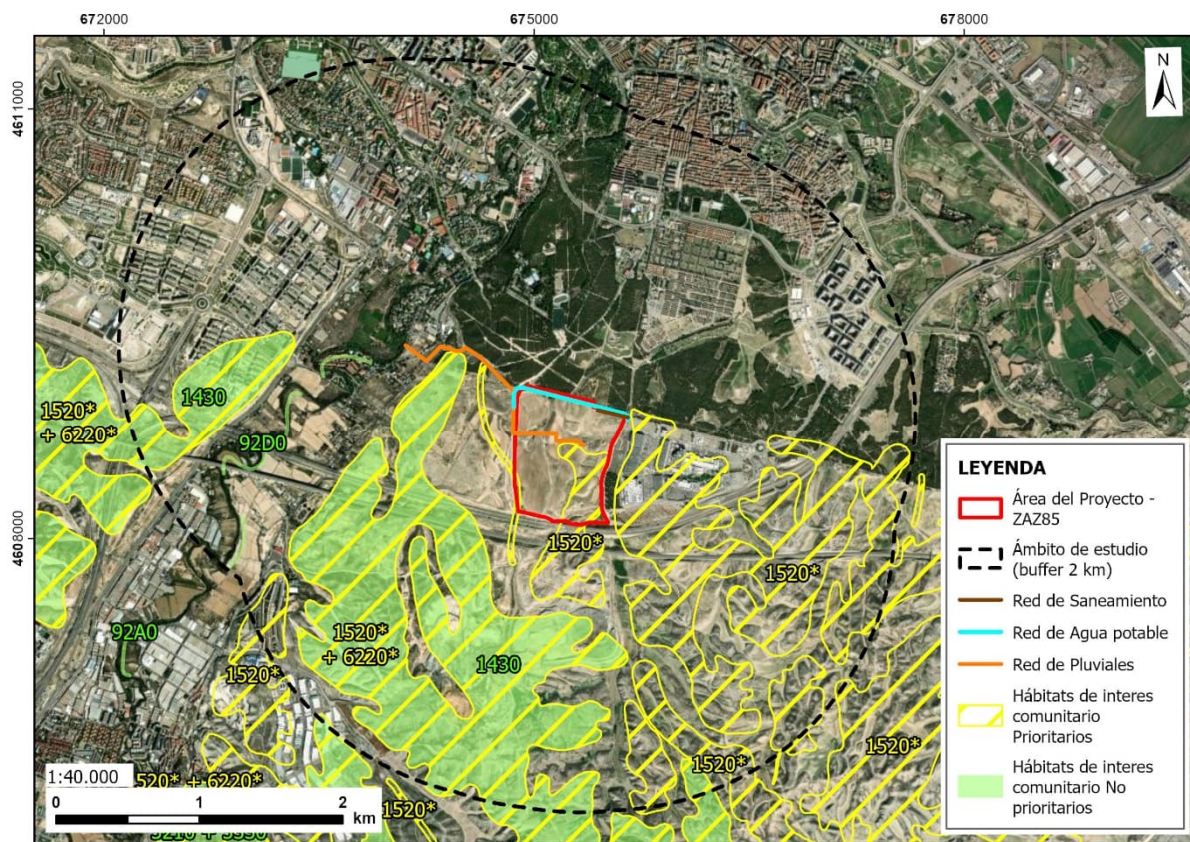 672000
675000
678000
4611000
4608000
N
1430
1520*
+ 6220*
92D0
92A0
1520*
1520*
1520*
+ 6220*
1430
1520*
1520*
1520*
520* + 6220*
1520*
LEYENDA
Área del Proyecto -
ZAZ85
Ámbito de estudio
(buffer 2 km)
Red de Saneamiento
Red de Agua potable
Red de Pluviales
Hábitats de interes
comunitario
Prioritarios
Hábitats de interes
comunitario No
prioritarios
1:40.000
0
1
2
km